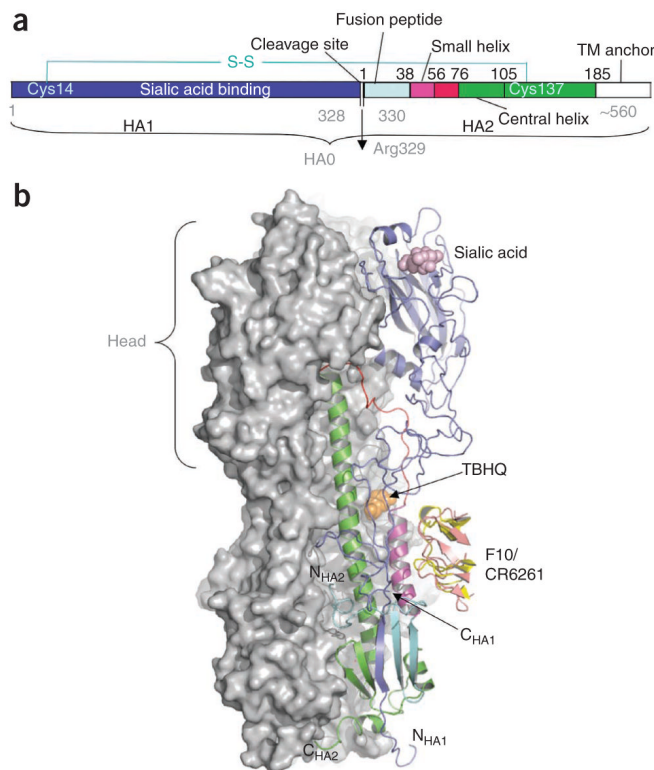 a
Fusion peptide
Cleavage site
Small helix
S-S
TM anchor
1
38
56
76
105
185
Cys14
Sialic acid binding
Cys137
1
328
330
Central helix
~560
HA1
HA2
HA0
Arg329
b
Sialic acid
Head
TBHQ
F10/
CR6261
NHA2
CHA1
CHA2
NHA1